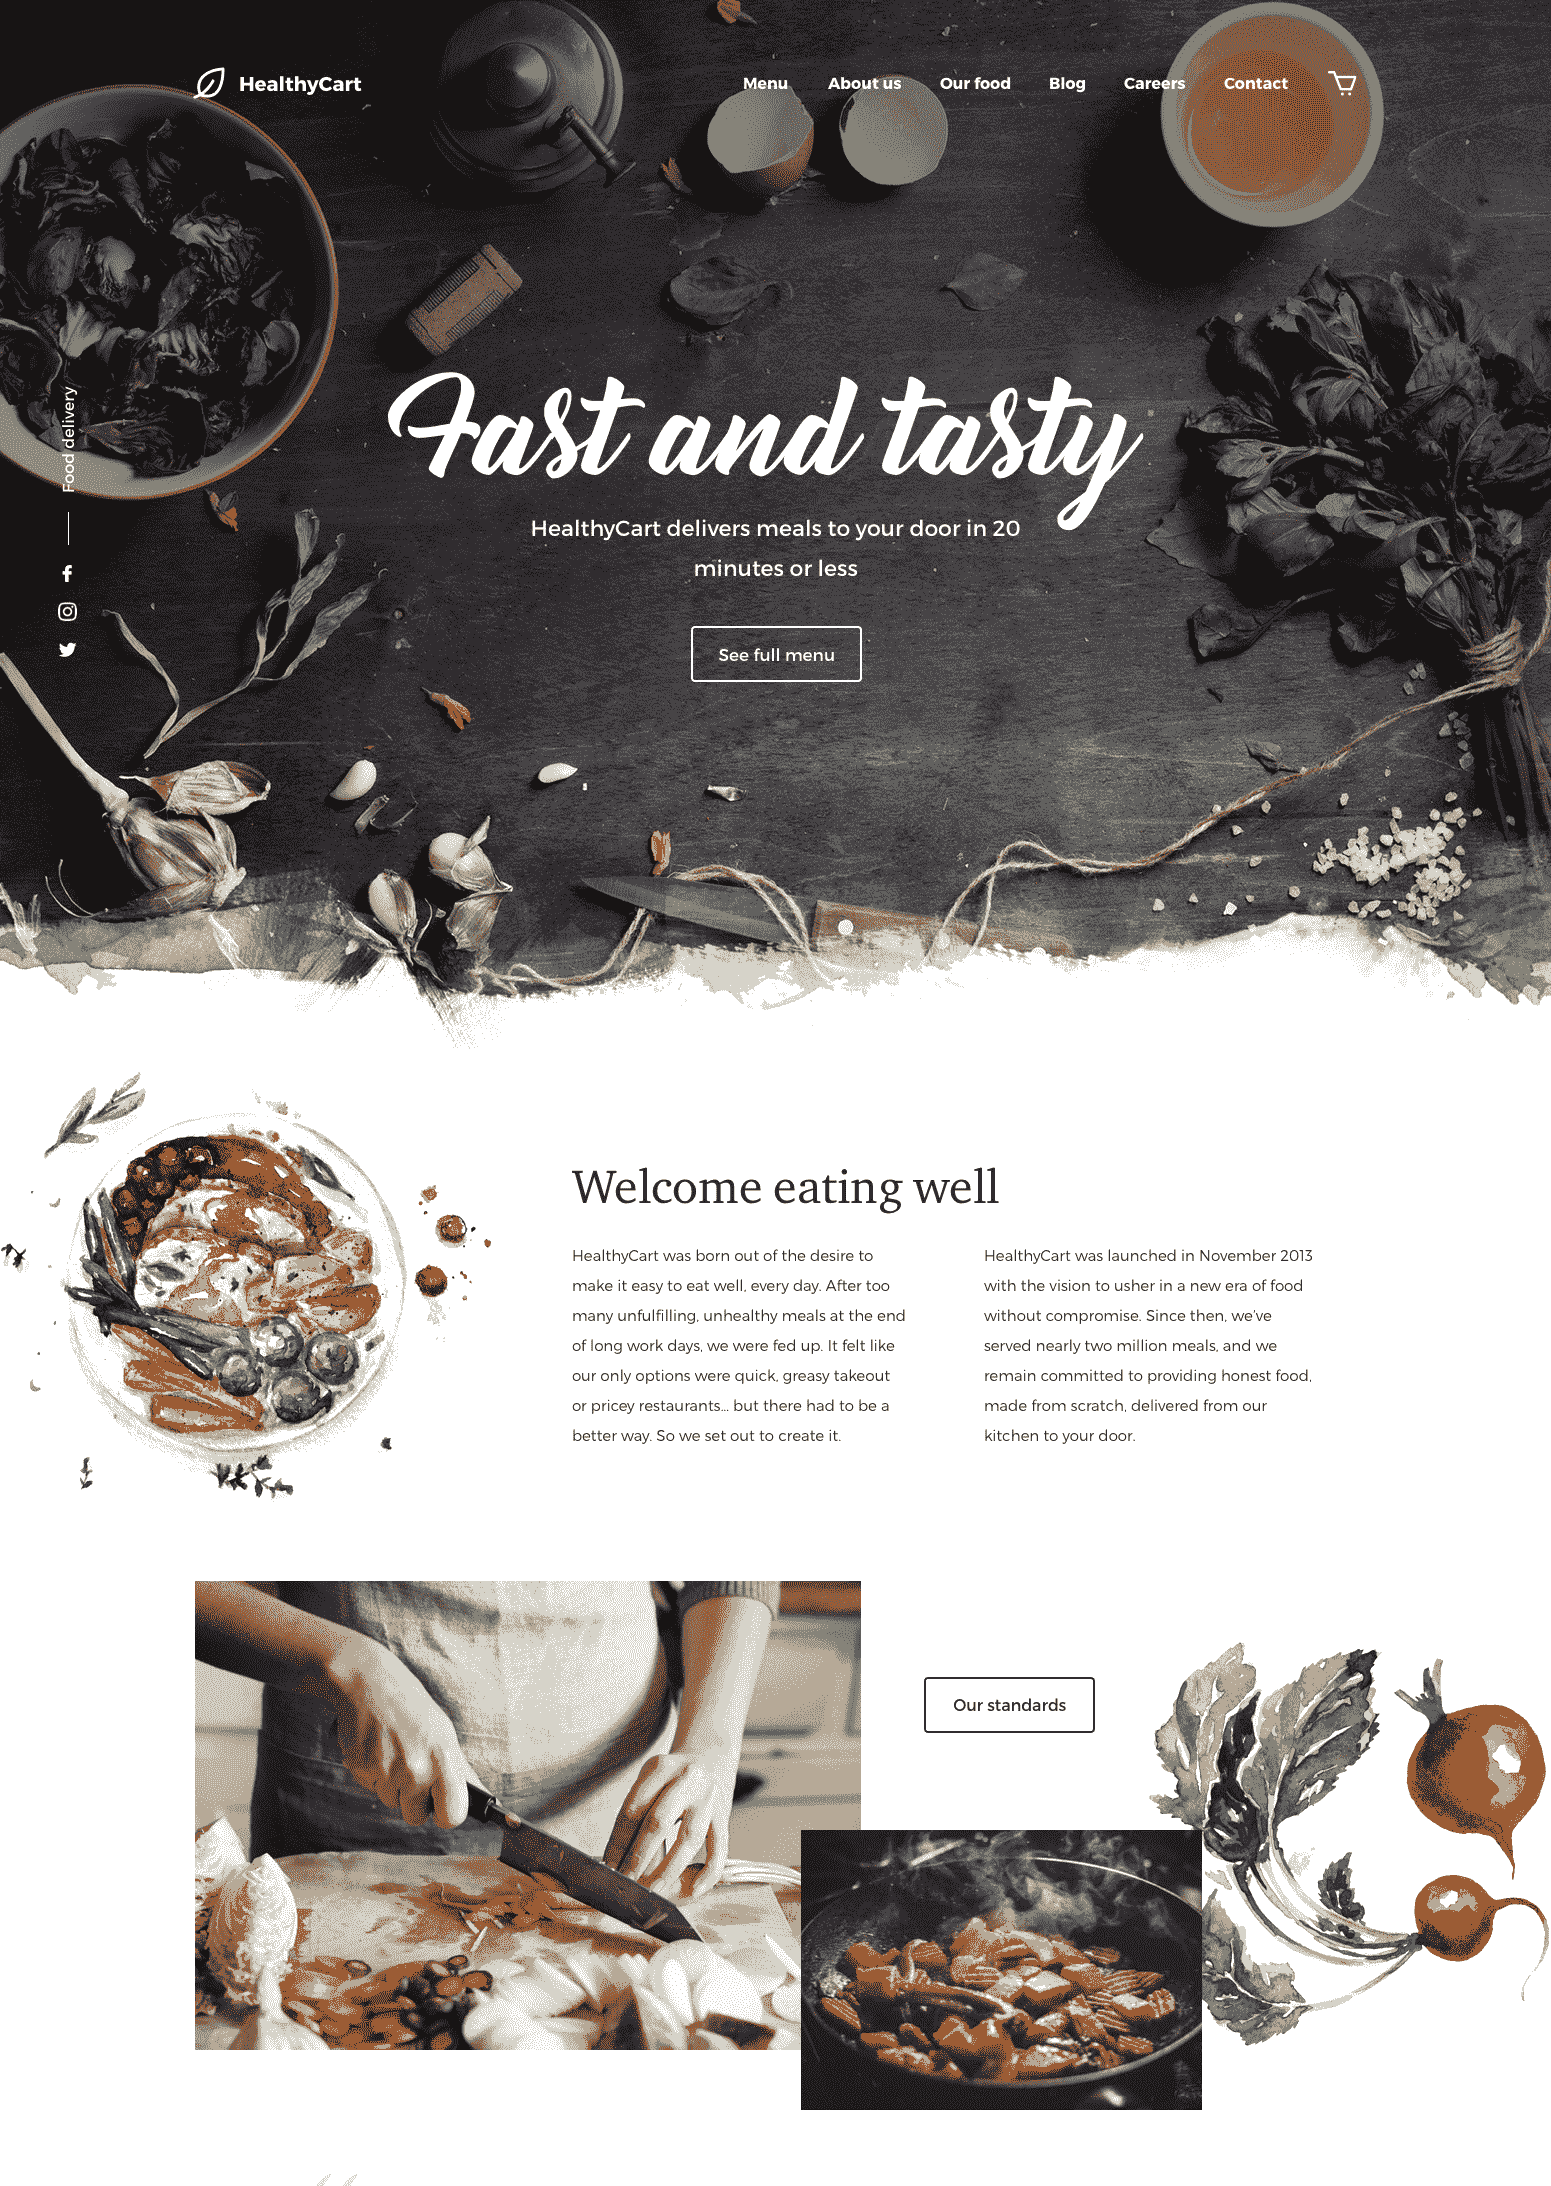 HealthyCart
Menu About us Our food Blog Careers Contact
Food delivery
Fast and tasty
HealthyCart delivers meals to your door in 20
minutes or less
See full menu
Welcome eating well
HealthyCart was born out of the desire to
make it easy to eat well, every day. After too
many unfulfilling, unhealthy meals at the end
of long work days, we were fed up. It felt like
our only options were quick, greasy takeout
or pricey restaurants... but there had to be a
better way. So we set out to create it.
HealthyCart was launched in November 2013
with the vision to usher in a new era of food
without compromise. Since then, we've
served nearly two million meals, and we
remain committed to providing honest food,
made from scratch, delivered from our
kitchen to your door.
Our standards